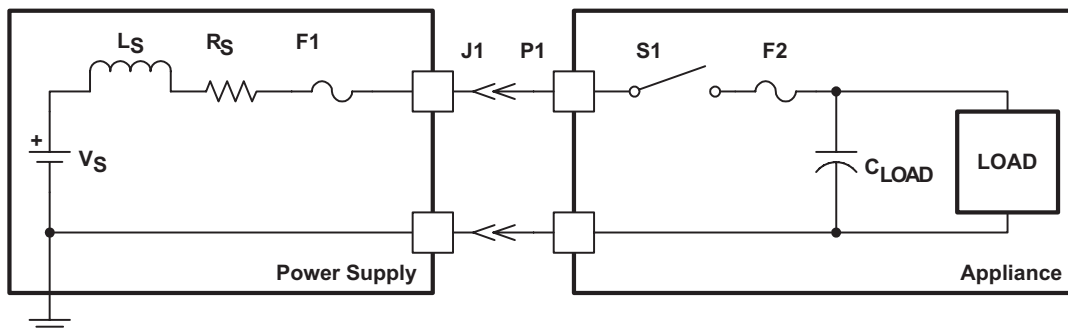 LS
RS
F1
J1
P1
S1
F2
+
VS
CLOAD
LOAD
Power Supply
Appliance